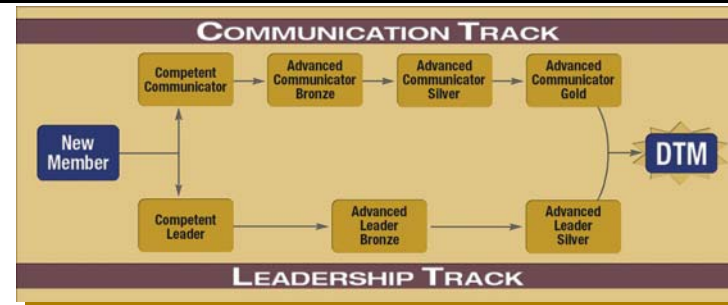 COMMUNICATION TRACK
Competent
Communicator
Advanced
Communicator
Bronze
Advanced
Communicator
Silver
Advanced
Communicator
Gold
New
Member
DTM
Competent
Leader
Advanced
Leader
Bronze
Advanced
Leader
Silver
LEADERSHIP TRACK